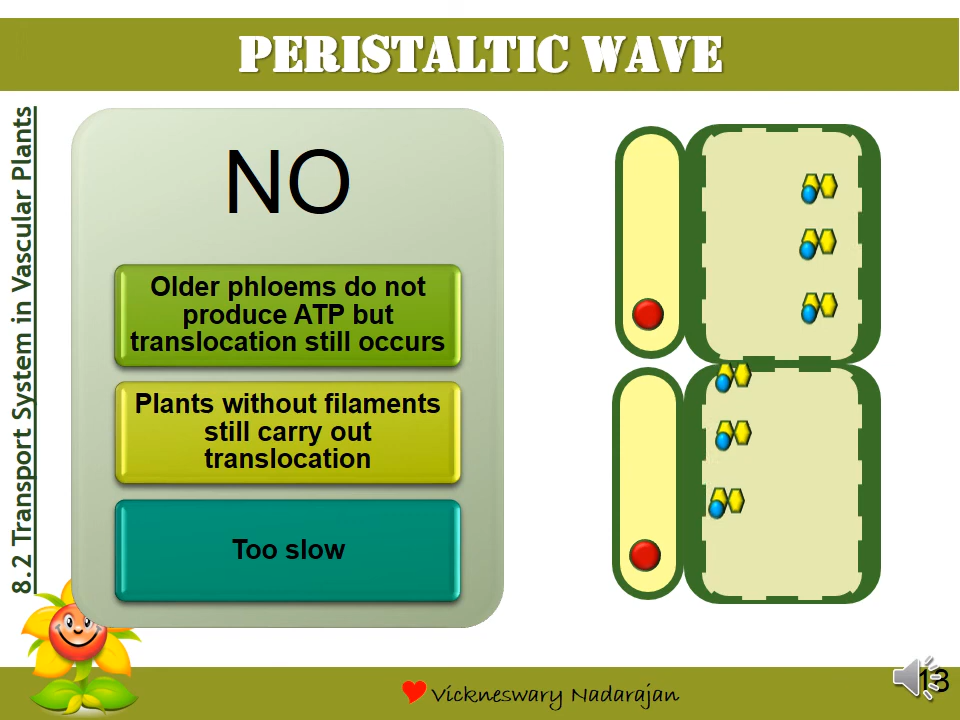 PERISTALTIC WAVE
8.2 Transport System in Vascular Plants
NO
Older phloems do not
produce ATP but
translocation still occurs
Plants without filaments
still carry out
translocation
Too slow
Vickneswary Nadarajan
13